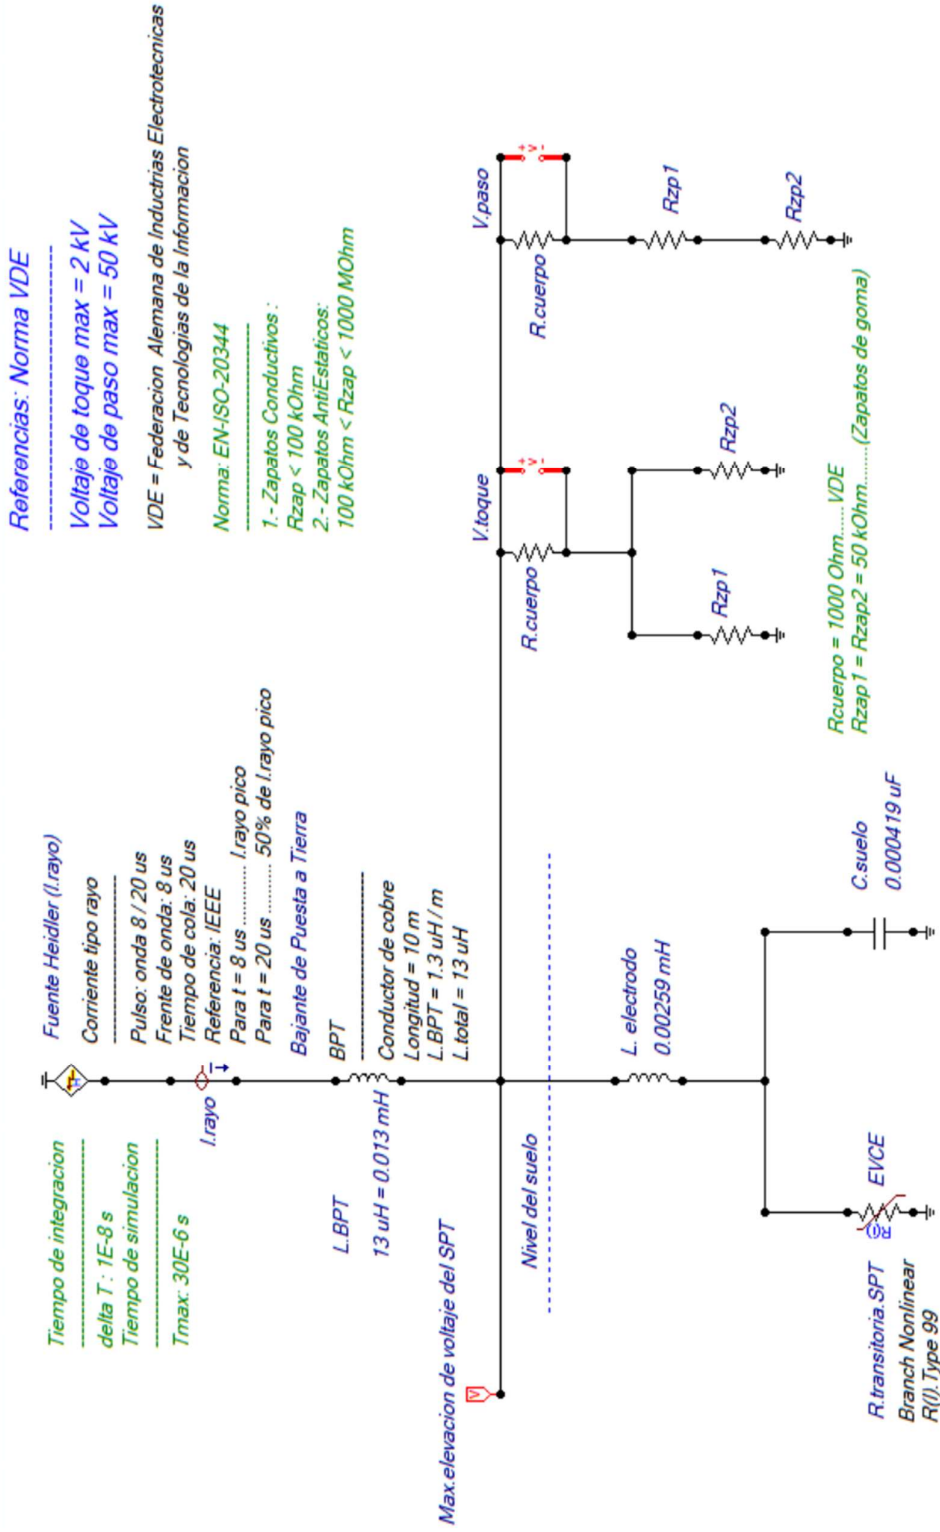 Referencias: Norma VDE
Voltaje de toque max = 2 kV
Voltaje de paso max = 50 kV
VDE = Federacion Alemana de Industrias Electrotecnicas
y de Tecnologias de la Informacion
Norma: EN-ISO-20344
1.- Zapatos Conductivos :
Rzap < 100 kOhm
2.- Zapatos AntiEstaticos:
100 kOhm < Rzap < 1000 MOhm
Tiempo de integracion
delta T : 1E-8 s
Tiempo de simulacion
Tmax: 30E-6 s
Fuente Heidler (I.rayo)
H
Corriente tipo rayo
Pulso: onda 8 / 20 us
Frente de onda: 8 us
Tiempo de cola: 20 us
Referencia: IEEE
Para t = 8 us .......... I.rayo pico
Para t = 20 us ......... 50% de I.rayo pico
I.rayo
I
Bajante de Puesta a Tierra
BPT
Conductor de cobre
Longitud = 10 m
L.BPT = 1.3 uH / m
L.total = 13 uH
L.BPT
13 uH = 0.013 mH
Max.elevacion de voltaje del SPT
V
Nivel del suelo
V.toque
+
V
-
R.cuerpo
Rzp1
Rzp2
V.paso
+
V
-
R.cuerpo
Rzp1
Rzp2
Rcuerpo = 1000 Ohm......VDE
Rzap1 = Rzap2 = 50 kOhm........(Zapatos de goma)
L. electrodo
0.00259 mH
C.suelo
0.000419 uF
R.transitoria.SPT
EVCE
R(i)
Branch Nonlinear
R(I).Type 99